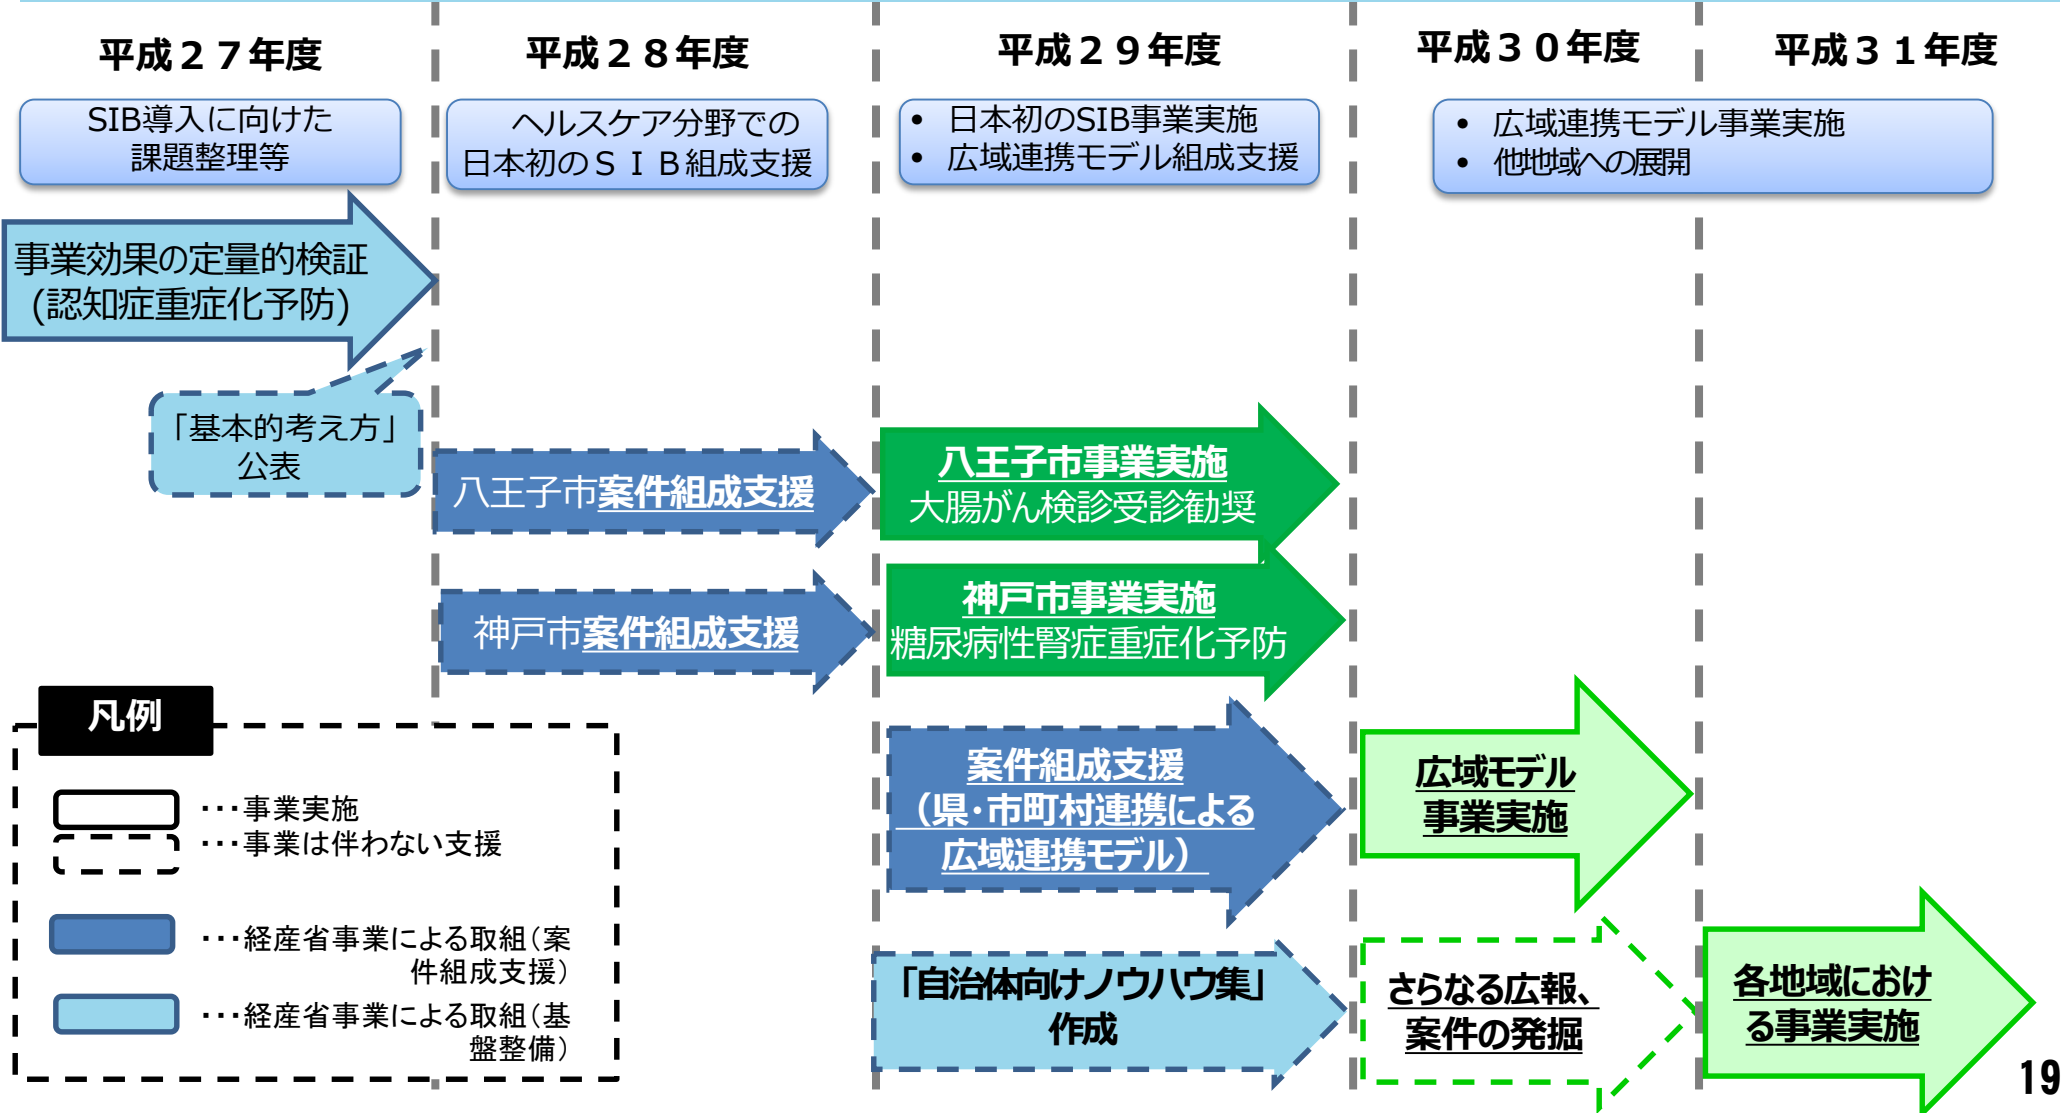 平成２７年度
平成２８年度
平成２９年度
平成３０年度
平成３１年度
SIB導入に向けた
課題整理等
ヘルスケア分野での
日本初のＳＩＢ組成支援
• 日本初のSIB事業実施
• 広域連携モデル組成支援
• 広域連携モデル事業実施
• 他地域への展開
事業効果の定量的検証
(認知症重症化予防)
「基本的考え方」
公表
八王子市案件組成支援
八王子市事業実施
大腸がん検診受診勧奨
神戸市案件組成支援
神戸市事業実施
糖尿病性腎症重症化予防
案件組成支援
（県・市町村連携による
広域連携モデル）
広域モデル
事業実施
「自治体向けノウハウ集」
作成
さらなる広報、
案件の発掘
各地域におけ
る事業実施
凡例
･･･事業実施
･･･事業は伴わない支援
･･･経産省事業による取組（案
件組成支援）
･･･経産省事業による取組（基
盤整備）
19